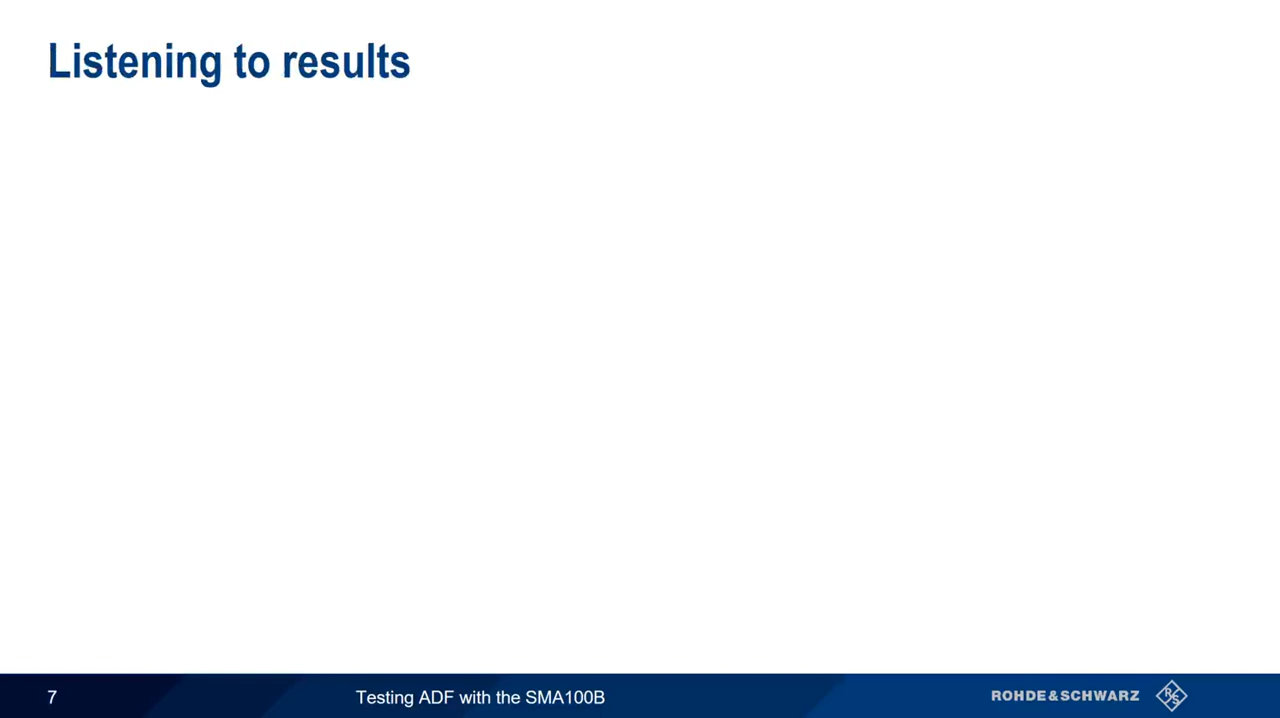 Listening to results
7
Testing ADF with the SMA100B
ROHDE&SCHWARZ
R&S